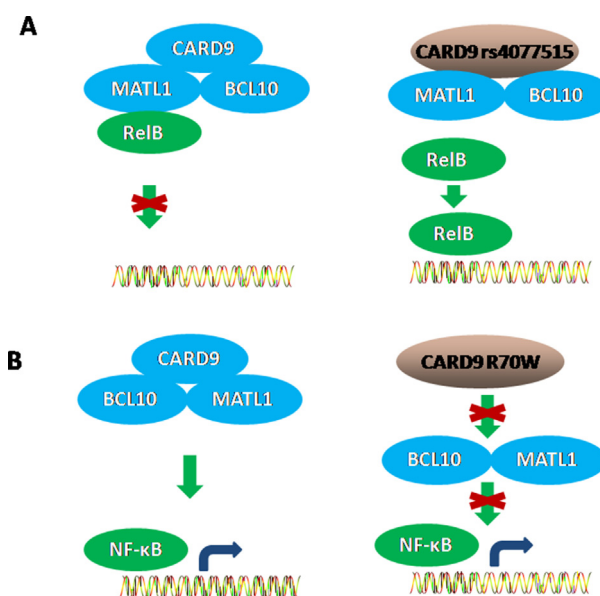 A
CARD9
MATL1
BCL10
RelB
CARD9 rs4077515
MATL1
BCL10
RelB
RelB
B
CARD9
BCL10
MATL1
NF-κB
CARD9 R70W
BCL10
MATL1
NF-κB